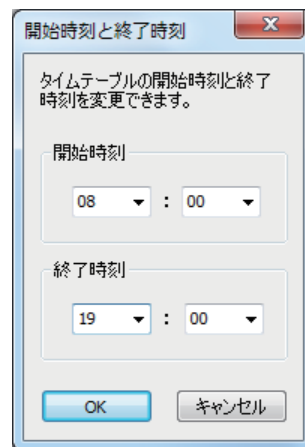 開始時刻と終了時刻
タイムテーブルの開始時刻と終了
時刻を変更できます。
開始時刻
08 : 00
終了時刻
19 : 00
OK キャンセル